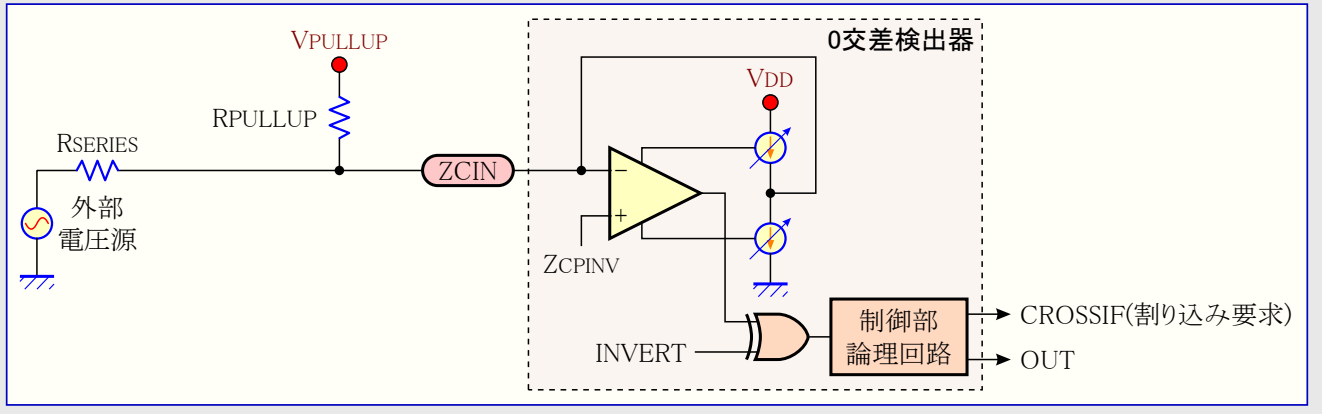 0交差検出器
VPULLUP
VDD
RPULLUP
RSERIES
ZCIN
−
+
外部
電圧源
ZCPINV
制御部
論理回路
CROSSIF(割り込み要求)
INVERT
OUT